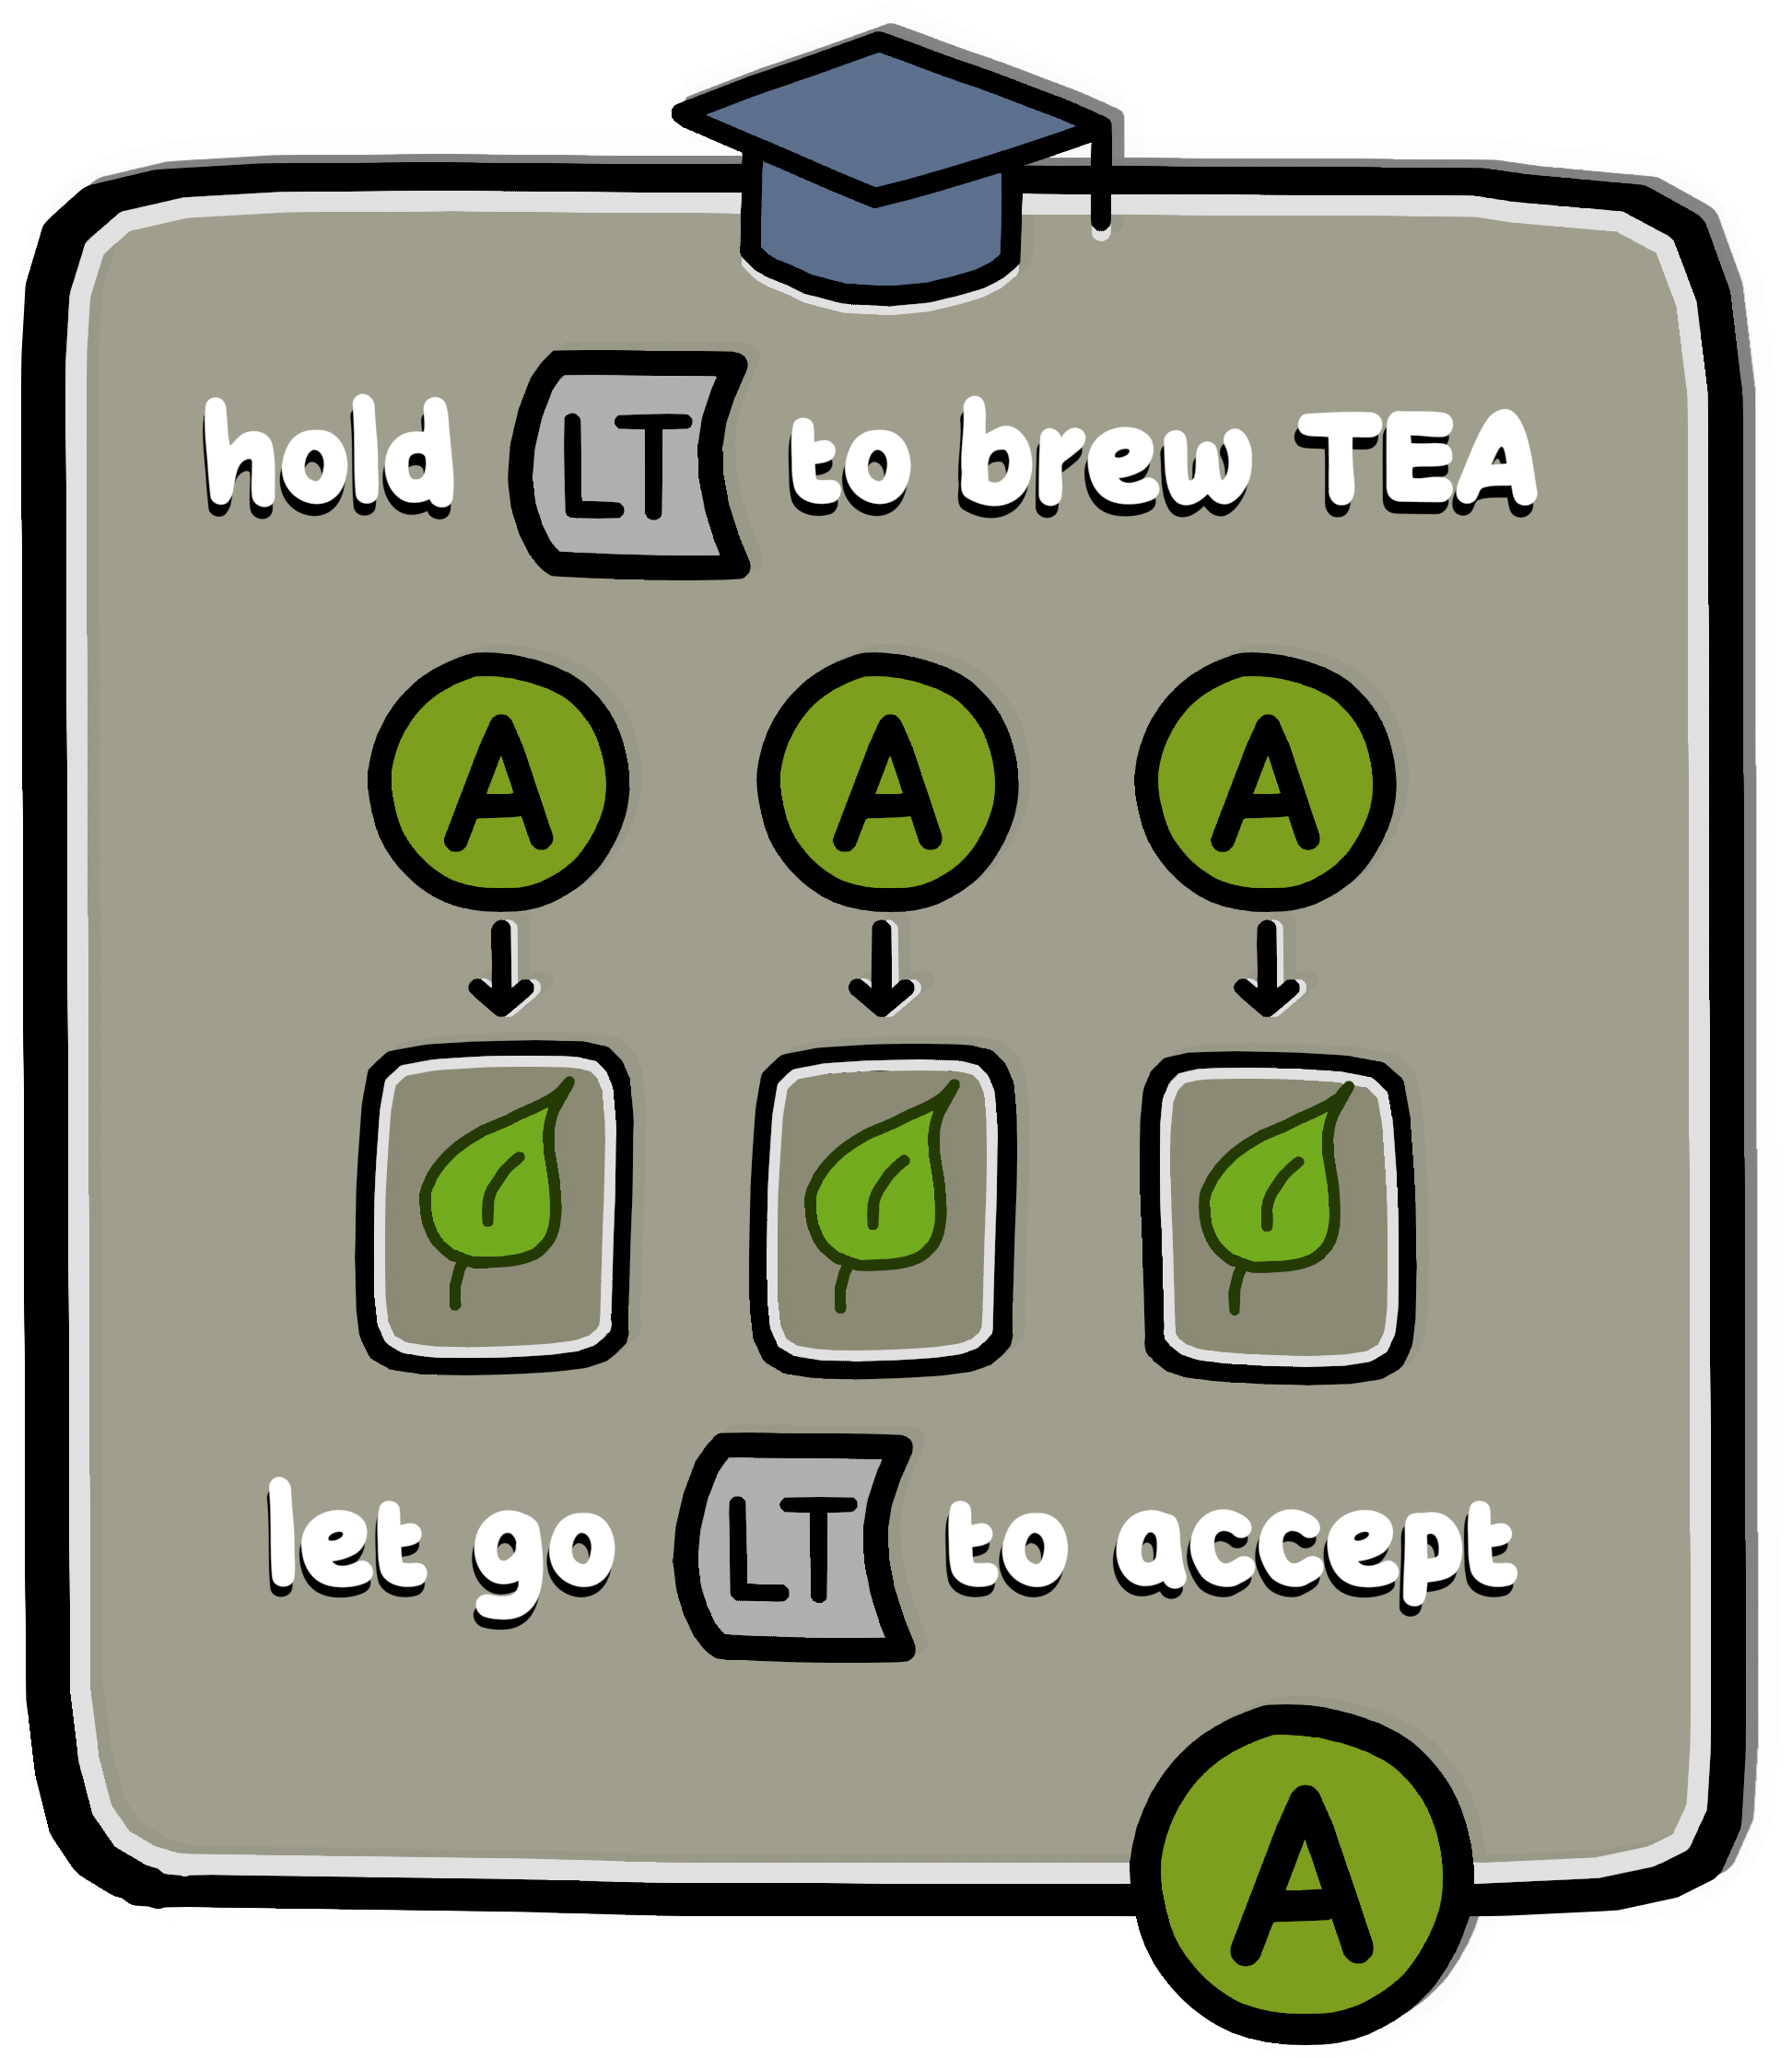 hold LT to brew TEA
A A A
let go LT to accept
A